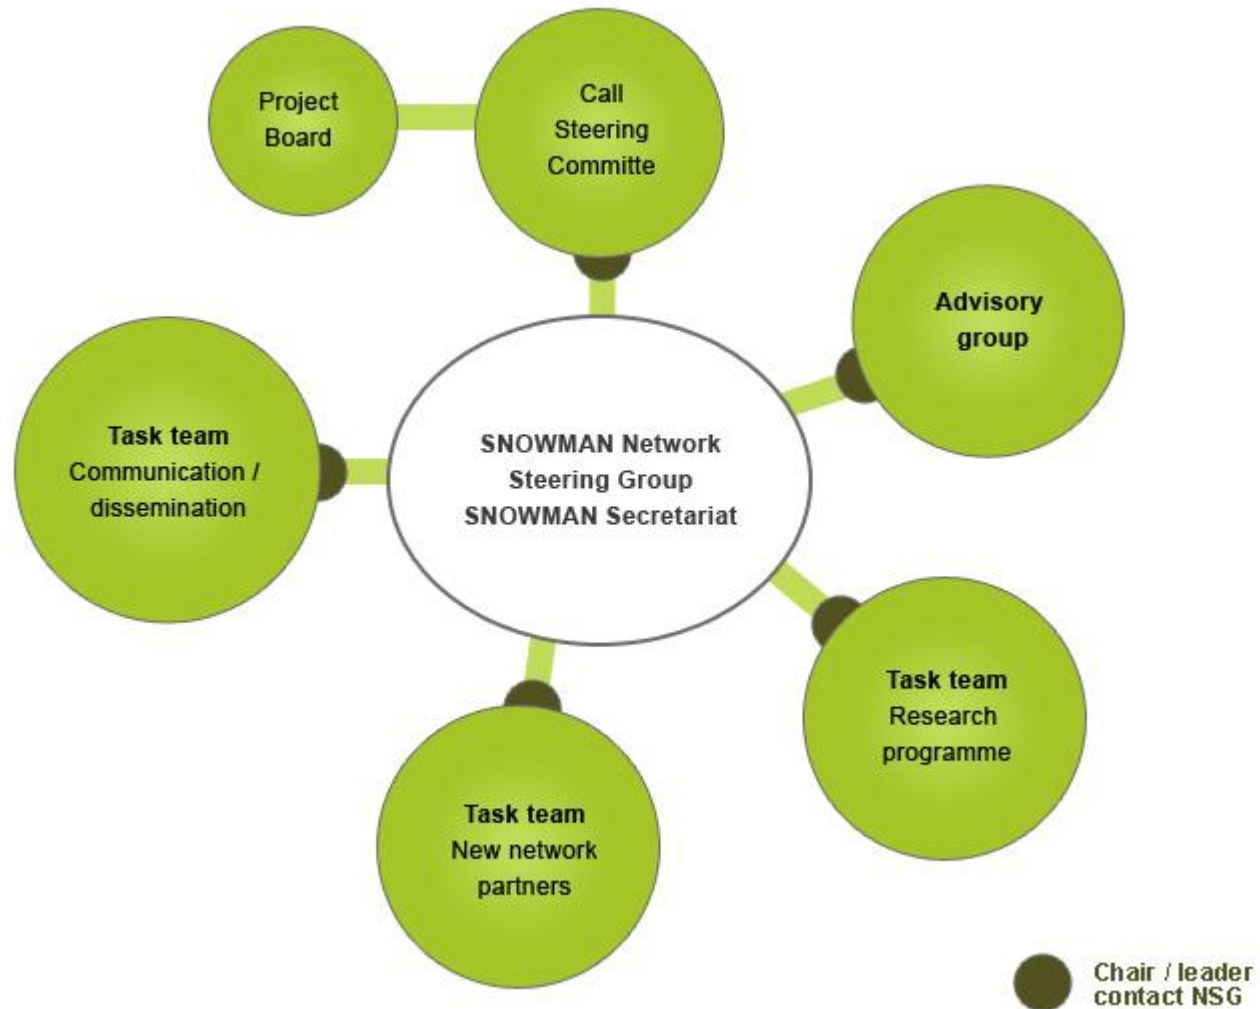 Project
Board
Call
Steering
Committe
Advisory
group
Task team
Communication /
dissemination
SNOWMAN Network
Steering Group
SNOWMAN Secretariat
Task team
Research
programme
Task team
New network
partners
Chair / leader
contact NSG